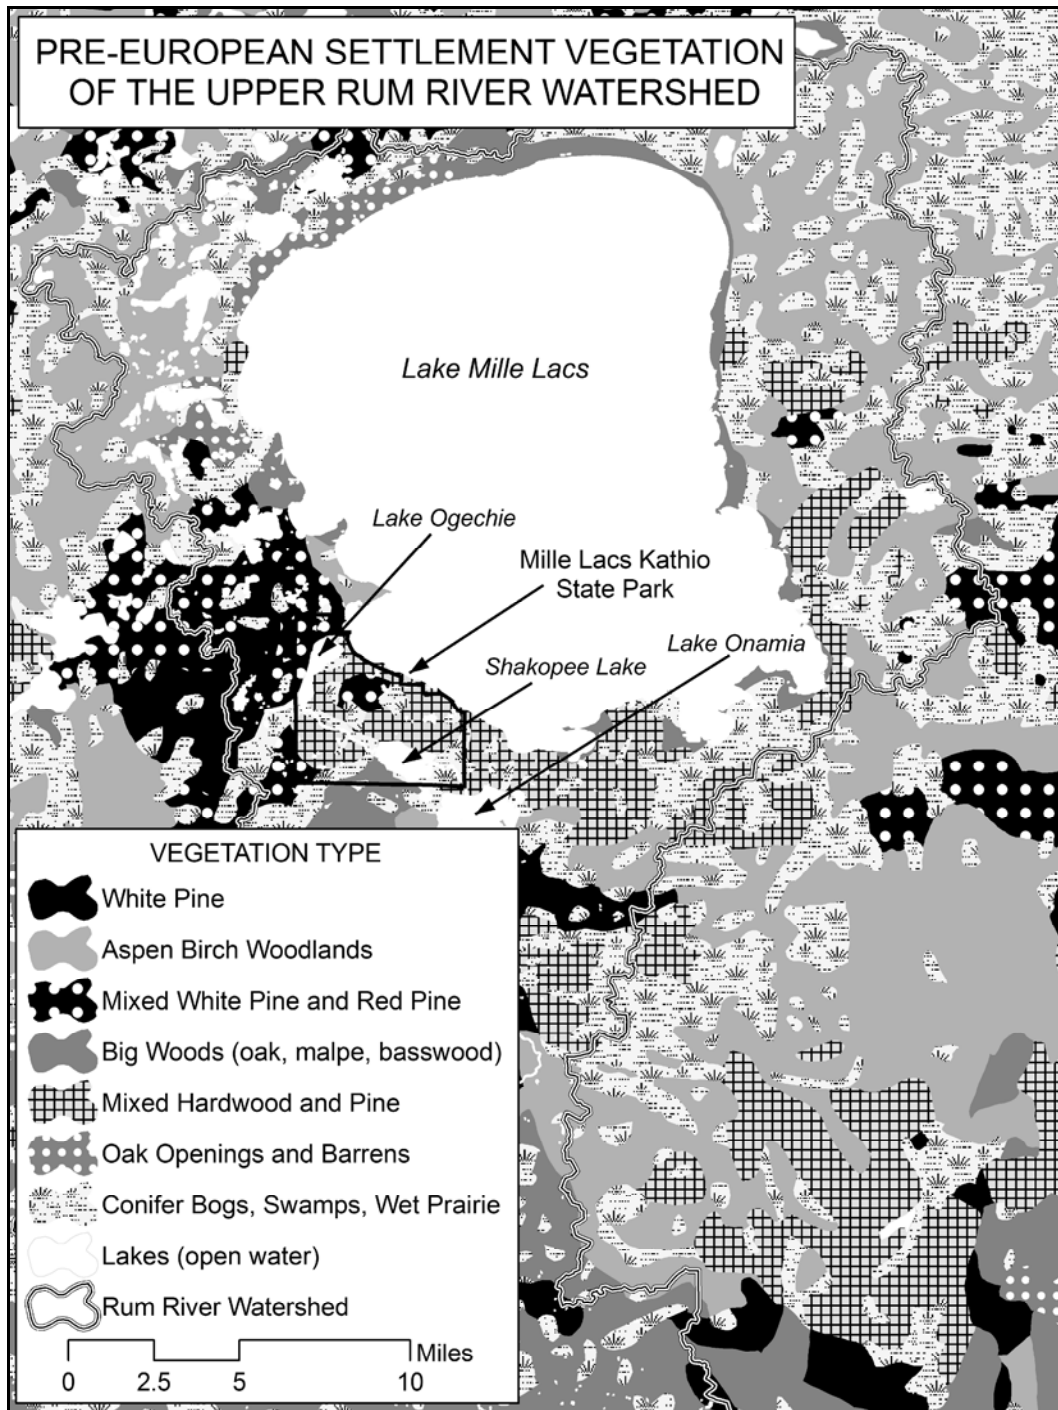 PRE-EUROPEAN SETTLEMENT VEGETATION
OF THE UPPER RUM RIVER WATERSHED
Lake Mille Lacs
Lake Ogechie
Mille Lacs Kathio
State Park
Lake Onamia
Shakopee Lake
VEGETATION TYPE
White Pine
Aspen Birch Woodlands
Mixed White Pine and Red Pine
Big Woods (oak, malpe, basswood)
Mixed Hardwood and Pine
Oak Openings and Barrens
Conifer Bogs, Swamps, Wet Prairie
Lakes (open water)
Rum River Watershed
Miles
0 2.5 5 10